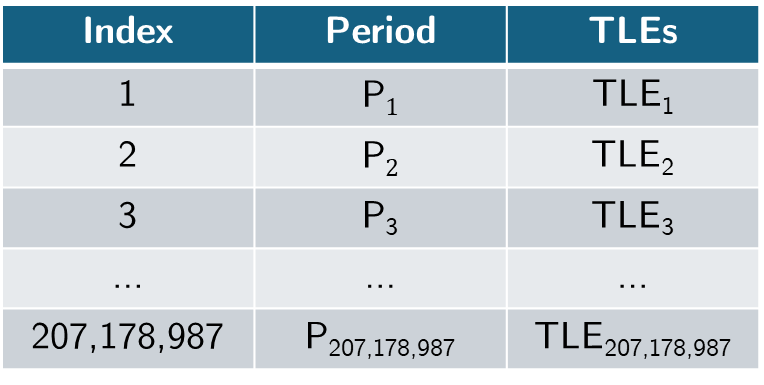 Index Period TLEs
1 P₁ TLE₁
2 P₂ TLE₂
3 P₃ TLE₃
... ... ...
207,178,987 P₂₀₇,₁₇₈,₉₈₇ TLE₂₀₇,₁₇₈,₉₈₇